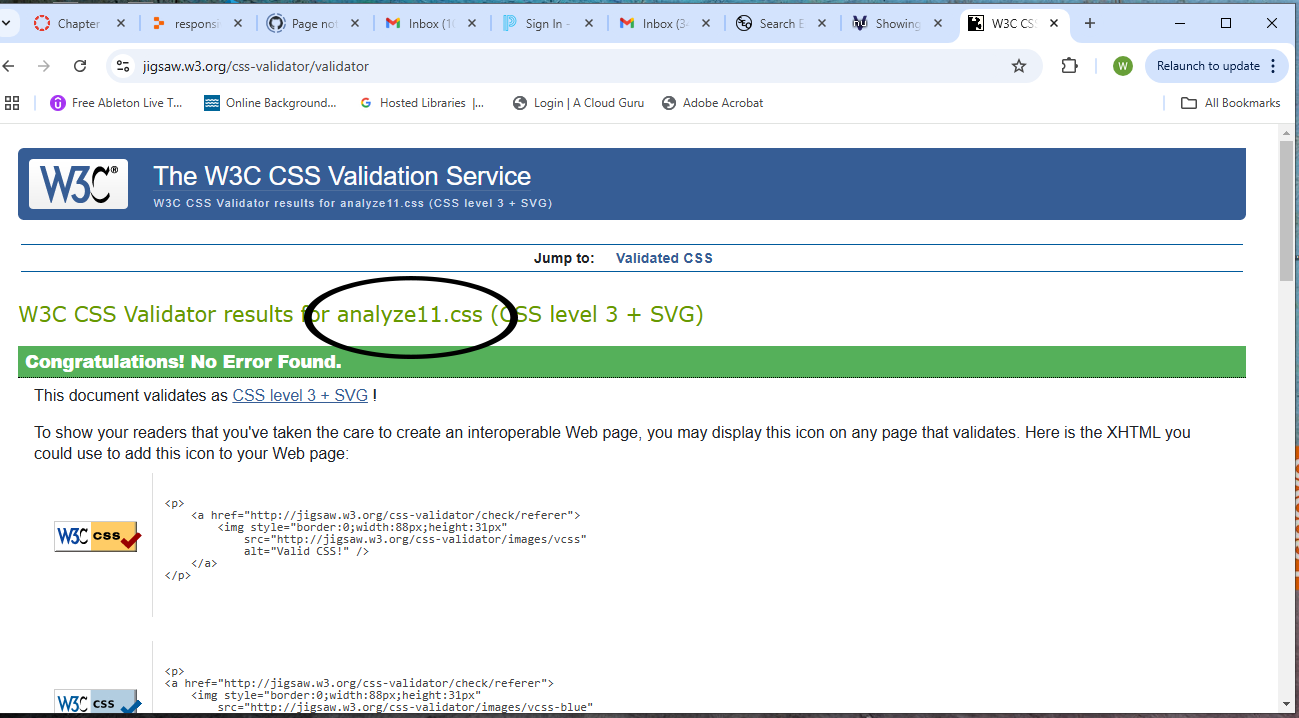 Chapter
responsi
Page not
Inbox (10
Sign In -
Inbox (34
Search E
Showing
W3C CSS
jigsaw.w3.org/css-validator/validator
W
Relaunch to update
Free Ableton Live T...
Online Background...
G Hosted Libraries |...
Login | A Cloud Guru
Adobe Acrobat
All Bookmarks
W3C®
The W3C CSS Validation Service
W3C CSS Validator results for analyze11.css (CSS level 3 + SVG)
Jump to: Validated CSS
W3C CSS Validator results for analyze11.css (CSS level 3 + SVG)
Congratulations! No Error Found.
This document validates as CSS level 3 + SVG !
To show your readers that you've taken the care to create an interoperable Web page, you may display this icon on any page that validates. Here is the XHTML you
could use to add this icon to your Web page:
W3C css
<p>
<a href="http://jigsaw.w3.org/css-validator/check/referer">
<img style="border:0;width:88px;height:31px"
src="http://jigsaw.w3.org/css-validator/images/vcss"
alt="Valid CSS!" />
</a>
</p>
W3C css
<p>
<a href="http://jigsaw.w3.org/css-validator/check/referer">
<img style="border:0;width:88px;height:31px"
src="http://jigsaw.w3.org/css-validator/images/vcss-blue"